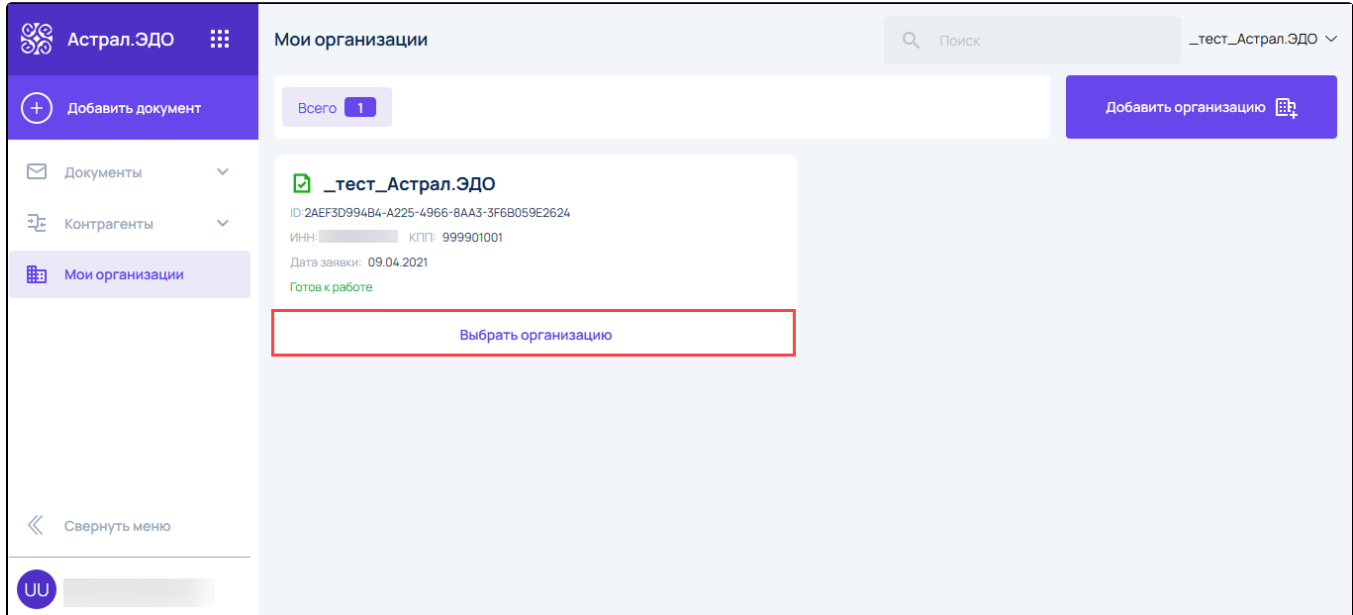 Астрал.ЭДО
Мои организации
Поиск
_тест_Астрал.ЭДО
Добавить документ
Всего 1
Добавить организацию
Документы
Контрагенты
Мои организации
_тест_Астрал.ЭДО
ID:2AEF3D994B4-A225-4966-8AA3-3F6B059E2624
ИНН: КПП: 999901001
Дата заявки: 09.04.2021
Готов к работе
Выбрать организацию
Свернуть меню
UU